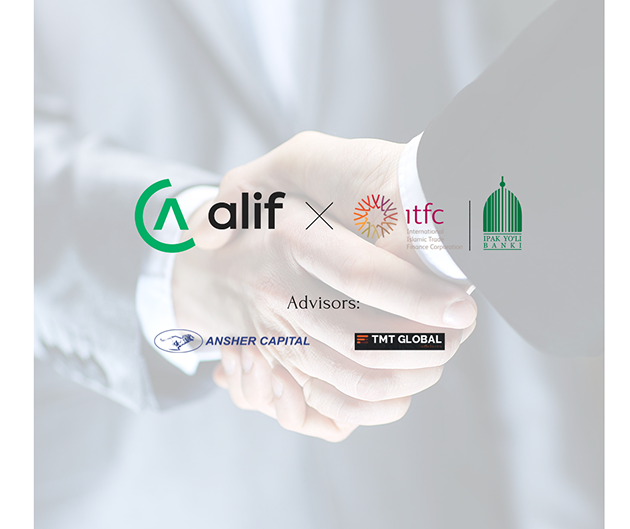 alif
itfc
International
Islamic Trade
Finance Corporation
IPAK YO'LI
BANKI
Advisors:
ANSHER CAPITAL
TMT GLOBAL